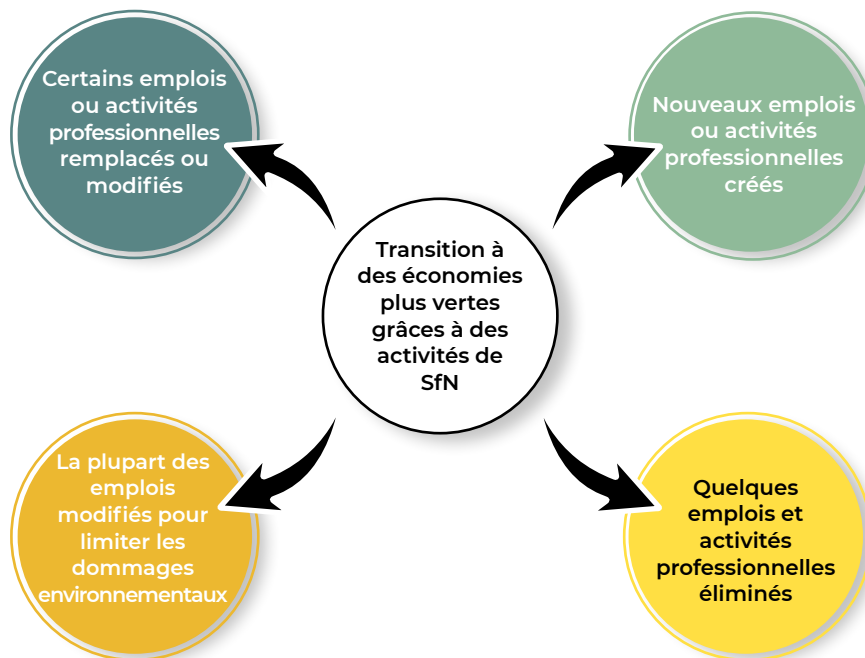 Certains emplois
ou activités
professionnelles
remplacés ou
modifiés
Nouveaux emplois
ou activités
professionnelles
créés
Transition à
des économies
plus vertes
grâces à des
activités de
SfN
La plupart des
emplois
modifiés pour
limiter les
dommages
environnementaux
Quelques
emplois et
activités
professionnelles
éliminés